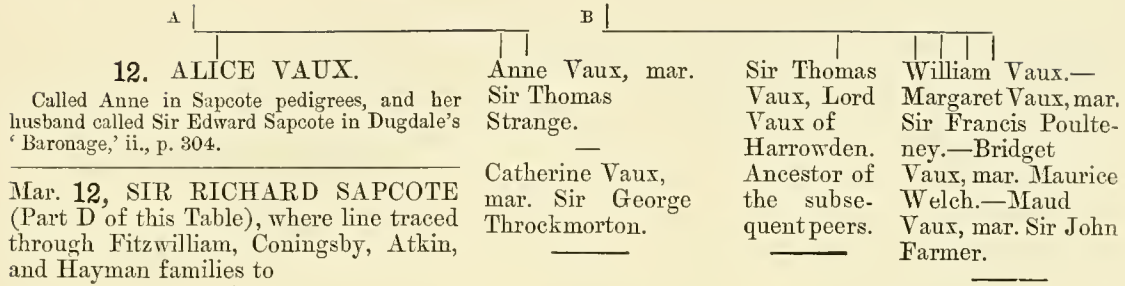 A
B
12. ALICE VAUX.
Called Anne in Sapcote pedigrees, and her
husband called Sir Edward Sapcote in Dugdale's
‘Baronage,’ ii., p. 304.
Mar. 12, SIR RICHARD SAPCOTE
(Part D of this Table), where line traced
through Fitzwilliam, Coningsby, Atkin,
and Hayman families to
Anne Vaux, mar.
Sir Thomas
Strange.
—
Catherine Vaux,
mar. Sir George
Throckmorton.
Sir Thomas
Vaux, Lord
Vaux of
Harrowden.
Ancestor of
the subse-
quent peers.
William Vaux.—
Margaret Vaux, mar.
Sir Francis Poulte-
ney.—Bridget
Vaux, mar. Maurice
Welch.—Maud
Vaux, mar. Sir John
Farmer.